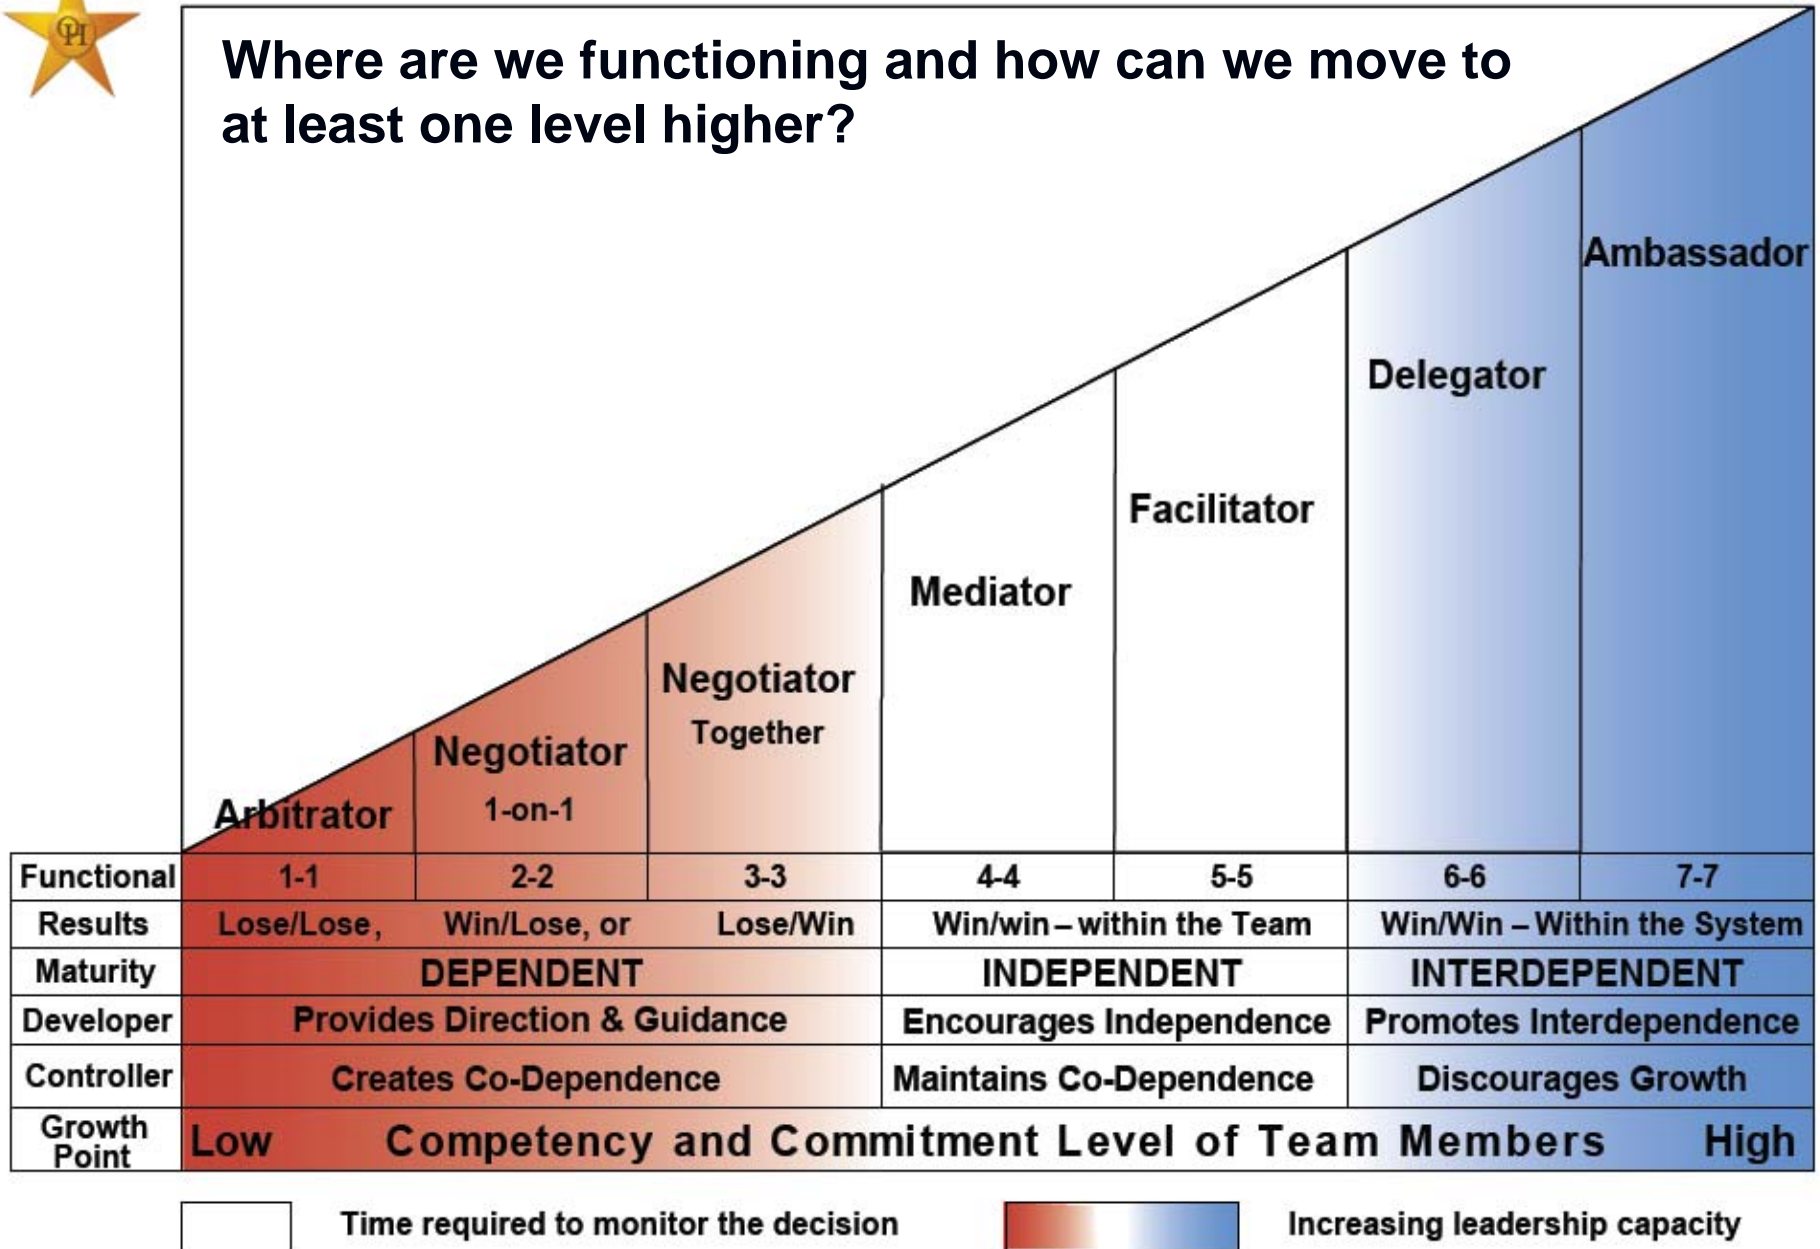 OHI
Where are we functioning and how can we move to
at least one level higher?
Ambassador
Delegator
Facilitator
Mediator
Negotiator
Together
Negotiator
1-on-1
Arbitrator
Functional 1-1 2-2 3-3 4-4 5-5 6-6 7-7
Results Lose/Lose, Win/Lose, or Lose/Win Win/win – within the Team Win/Win – Within the System
Maturity DEPENDENT INDEPENDENT INTERDEPENDENT
Developer Provides Direction & Guidance Encourages Independence Promotes Interdependence
Controller Creates Co-Dependence Maintains Co-Dependence Discourages Growth
Growth
Point
Low Competency and Commitment Level of Team Members High
Time required to monitor the decision Increasing leadership capacity